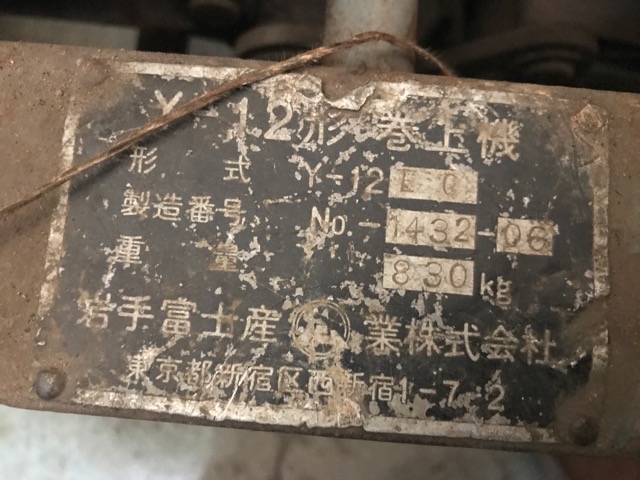 Y-12形巻上機
形式 Y-12E C
製造番号 No.-1432-06
重量 830kg
岩手富士産業株式会社
東京都新宿区西新宿1-7-2